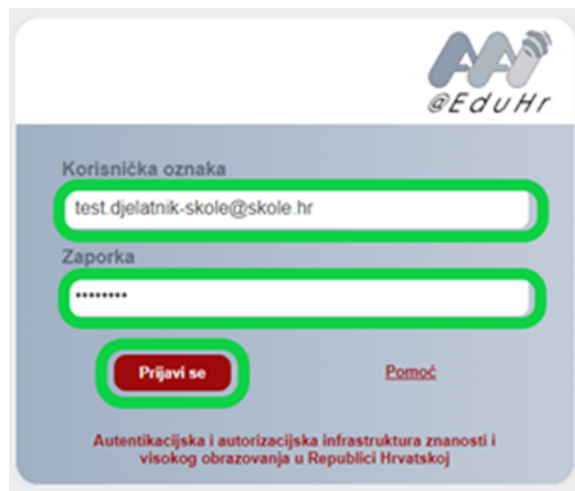 AAI
@EduHr
Korisnička oznaka
test.djelatnik-skole@skole.hr
Zaporka
••••••••
Prijavi se
Pomoć
Autentikacijska i autorizacijska infrastruktura znanosti i
visokog obrazovanja u Republici Hrvatskoj